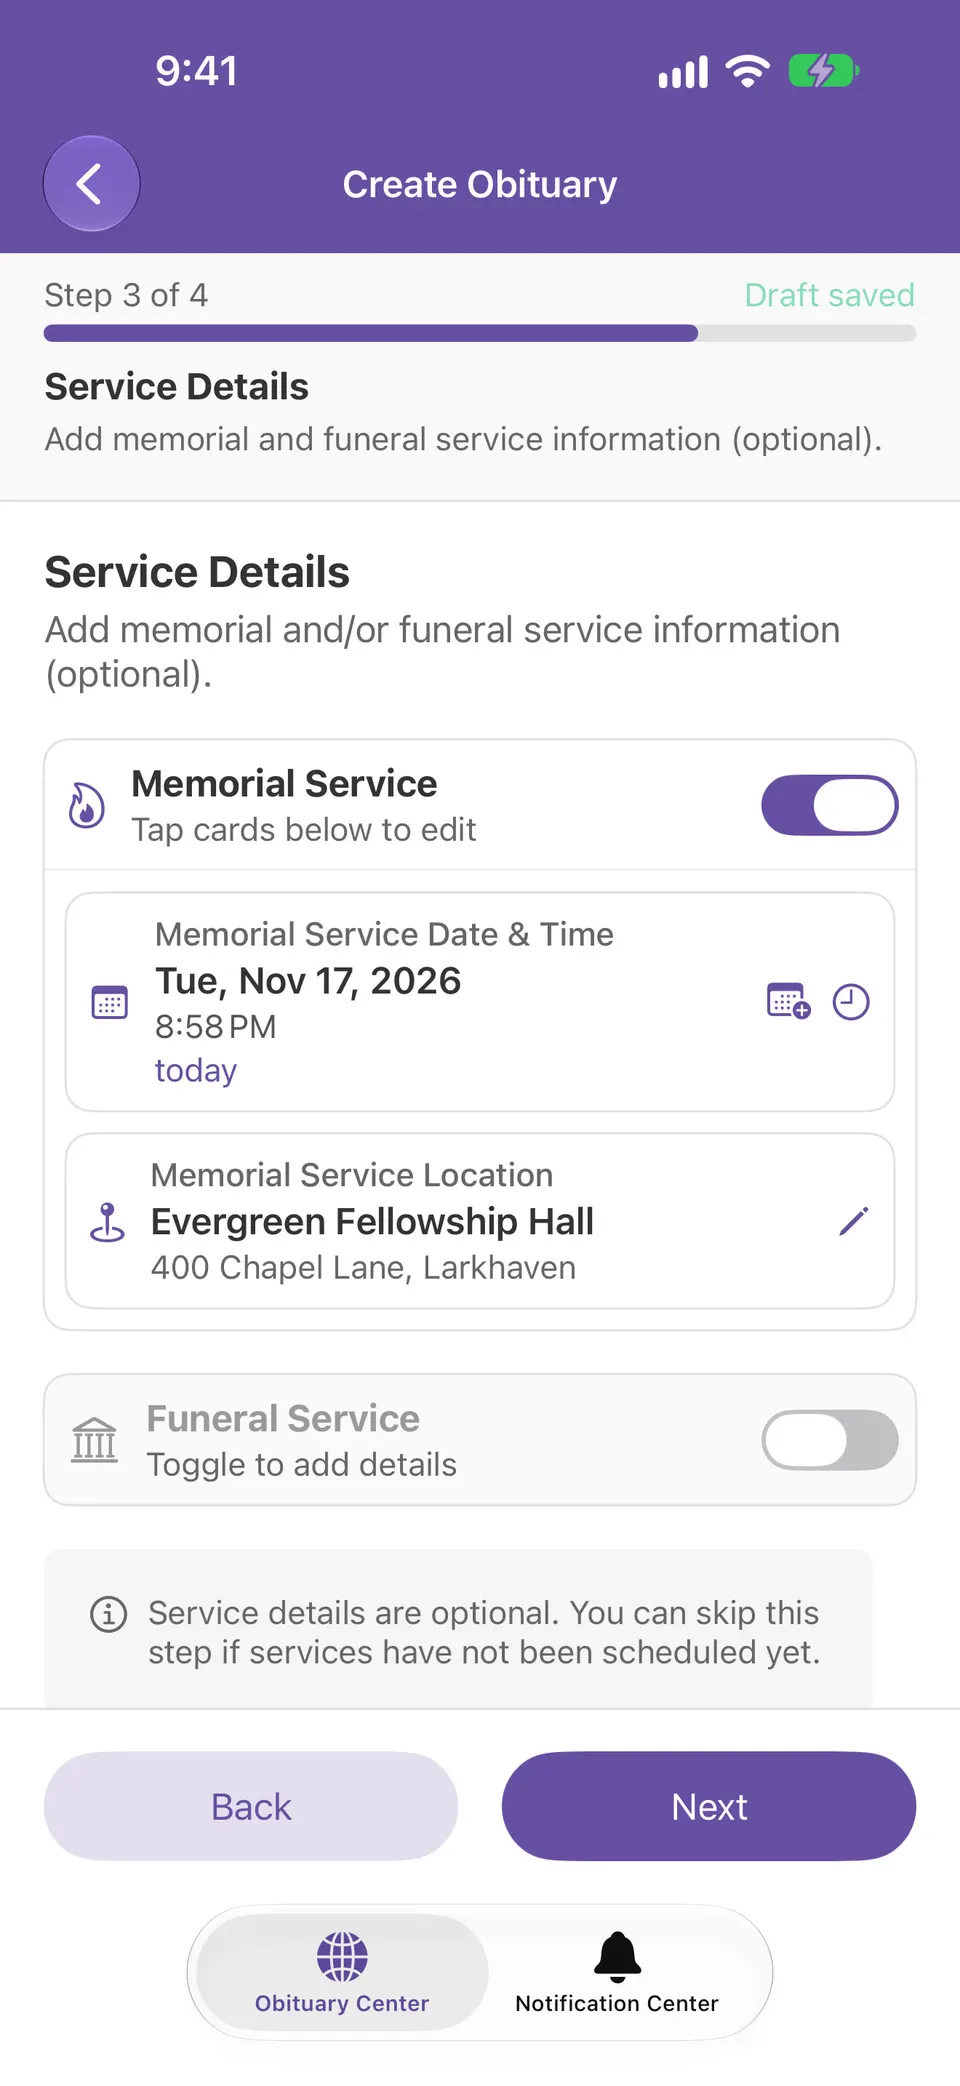 9:41
Create Obituary
Step 3 of 4
Draft saved
Service Details
Add memorial and funeral service information (optional).
Service Details
Add memorial and/or funeral service information
(optional).
Memorial Service
Tap cards below to edit
Memorial Service Date & Time
Tue, Nov 17, 2026
8:58 PM
today
Memorial Service Location
Evergreen Fellowship Hall
400 Chapel Lane, Larkhaven
Funeral Service
Toggle to add details
Service details are optional. You can skip this
step if services have not been scheduled yet.
Back
Next
Obituary Center
Notification Center